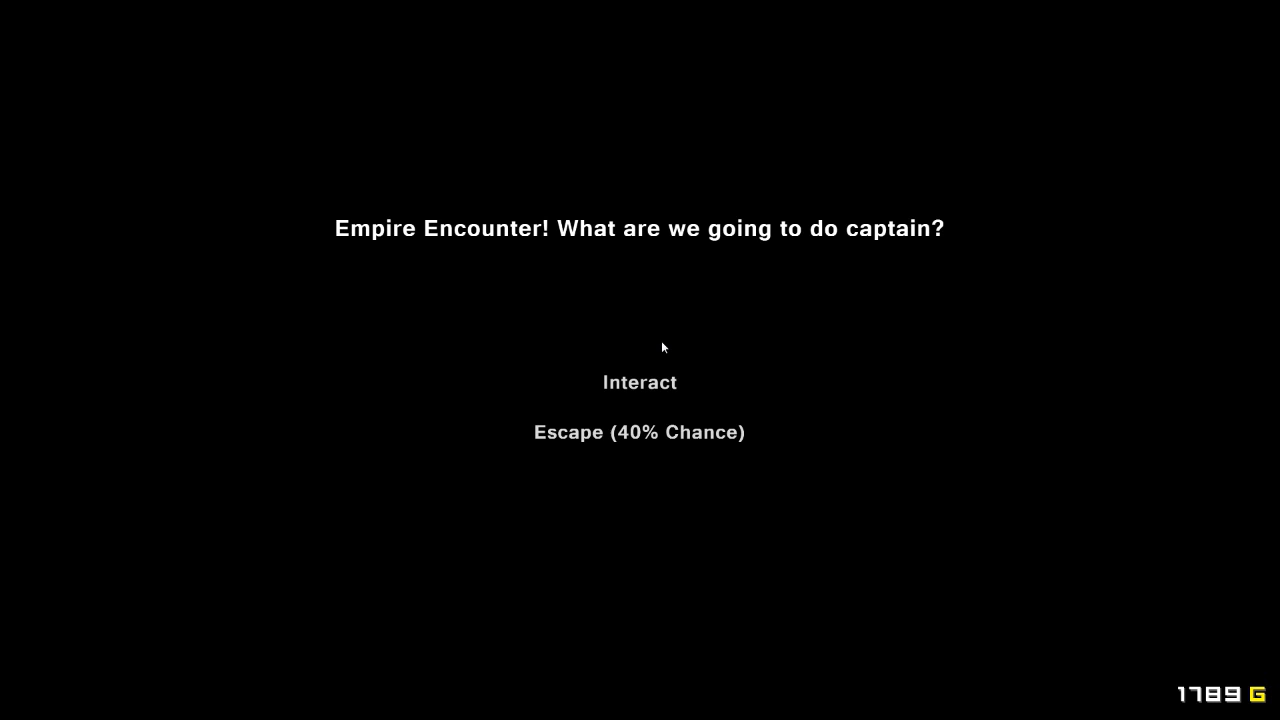 Empire Encounter! What are we going to do captain?
Interact
Escape (40% Chance)
1789 G